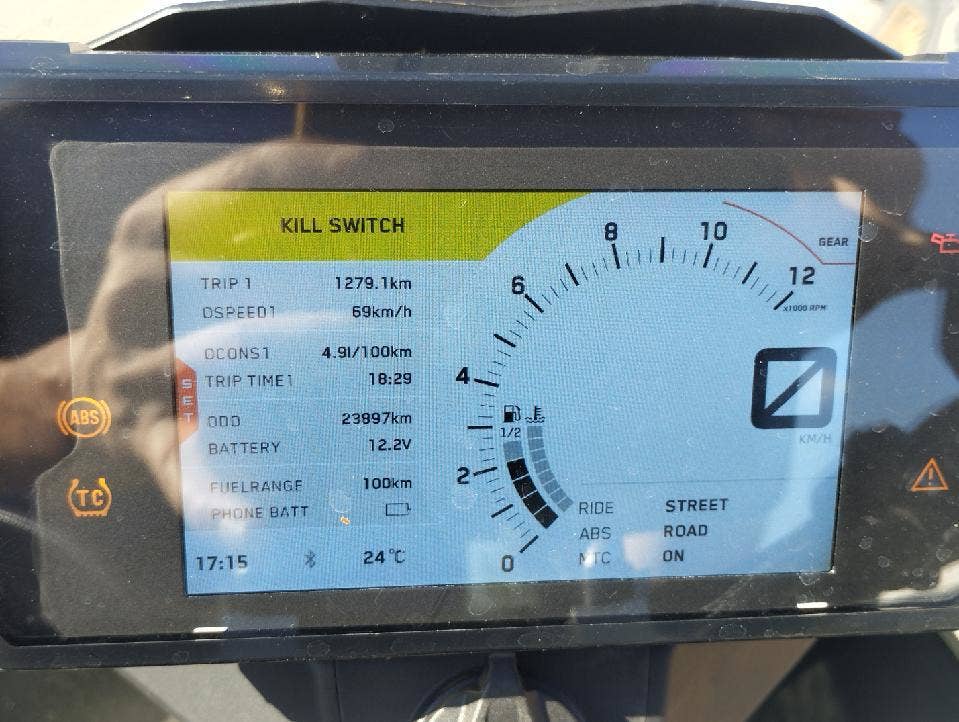 KILL SWITCH
TRIP 1 1279.1km
ØSPEED1 69km/h
ØCONS1 4.9l/100km
TRIP TIME1 18:29
ODO 23897km
BATTERY 12.2V
FUELRANGE 100km
PHONE BATT
17:15 24°C
SET
ABS
TC
0
2
4
6
8
10
12
x1000 RPM
GEAR
1/2
KM/H
RIDE STREET
ABS ROAD
MTC ON